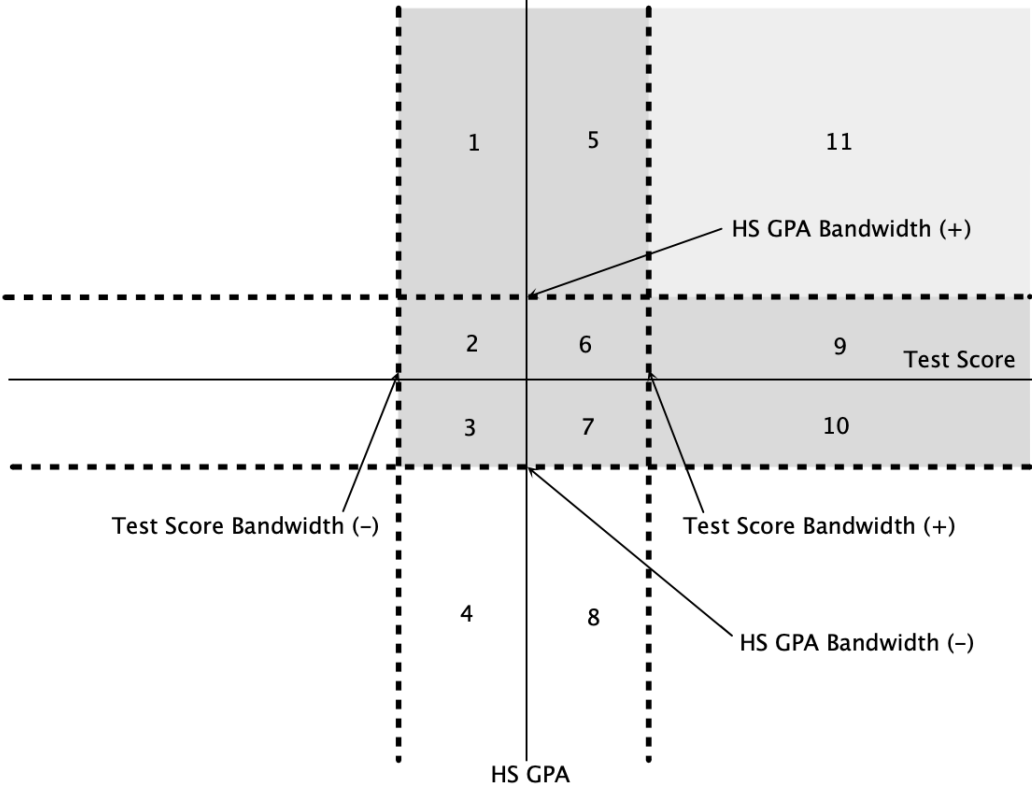 1
5
11
HS GPA Bandwidth (+)
2
6
9
Test Score
3
7
10
Test Score Bandwidth (-)
Test Score Bandwidth (+)
4
8
HS GPA Bandwidth (-)
HS GPA